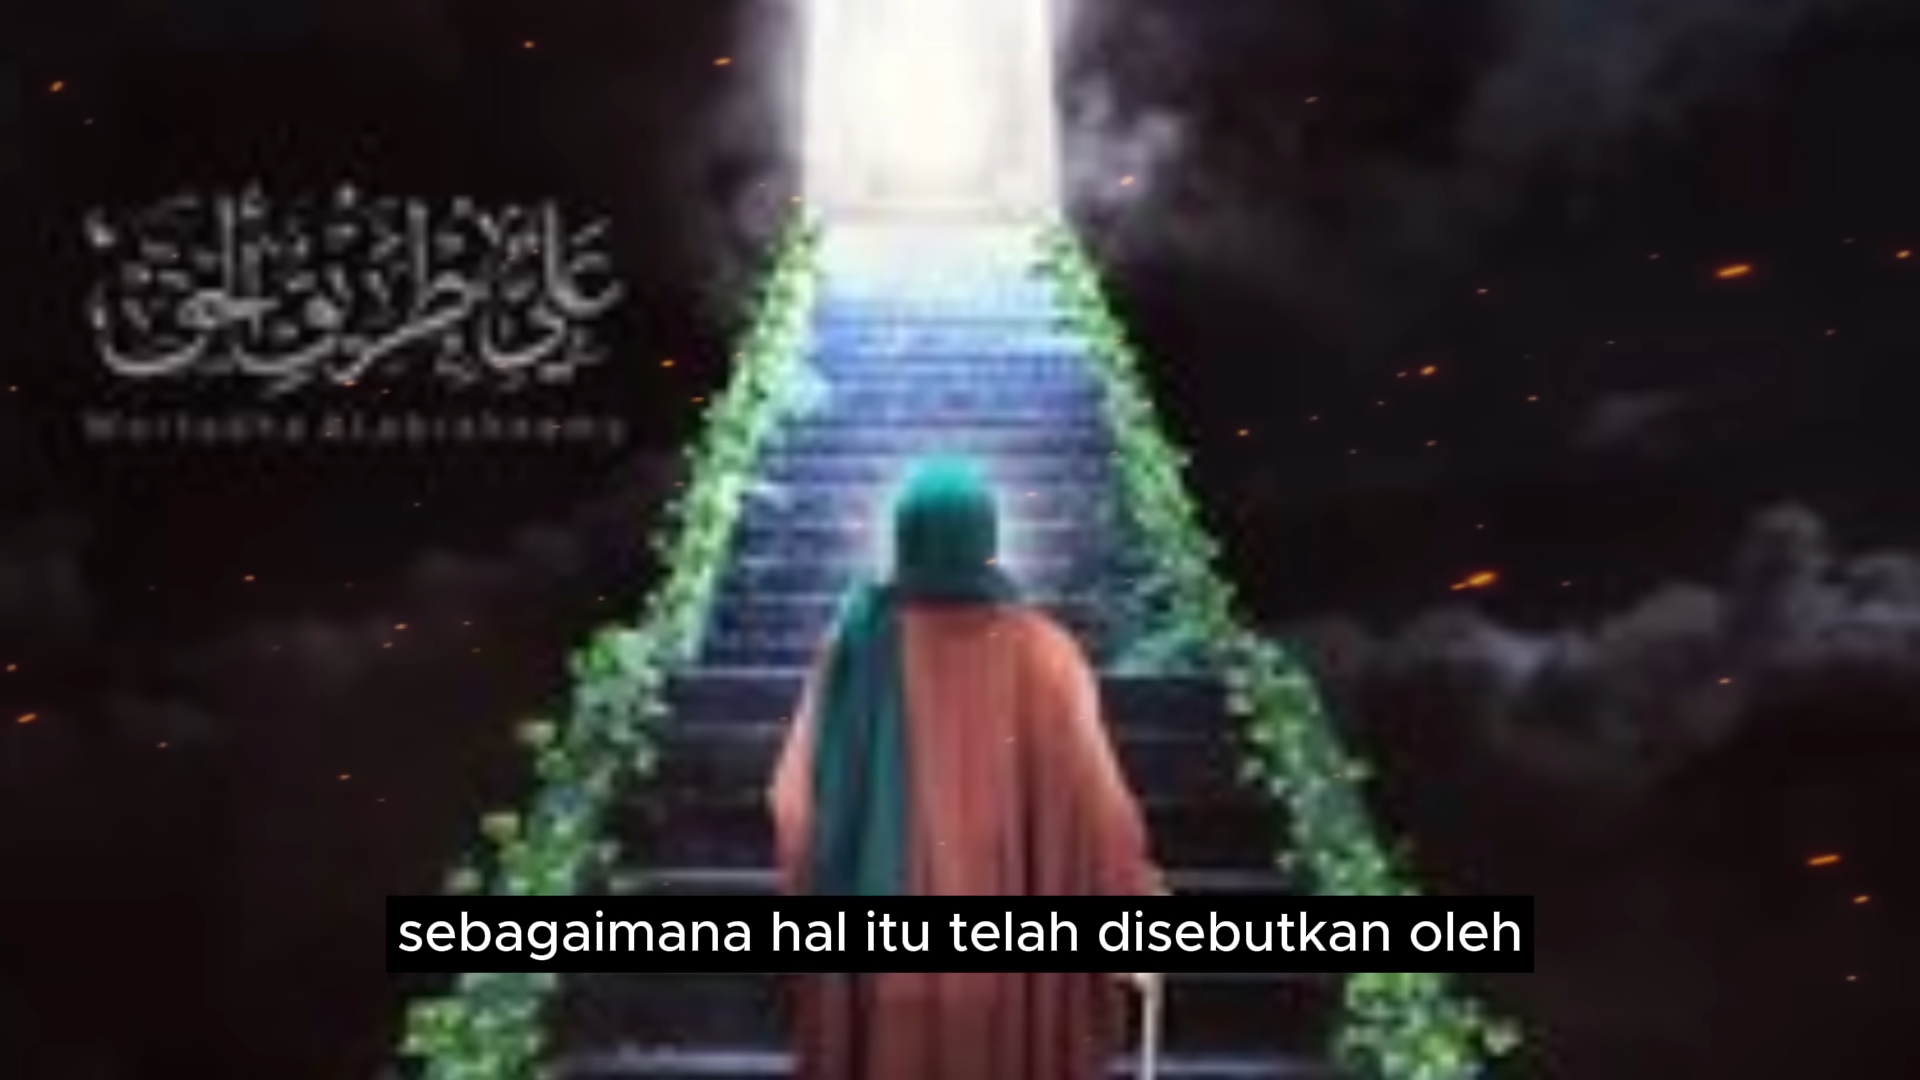 على طريق الحق
sebagaimana hal itu telah disebutkan oleh